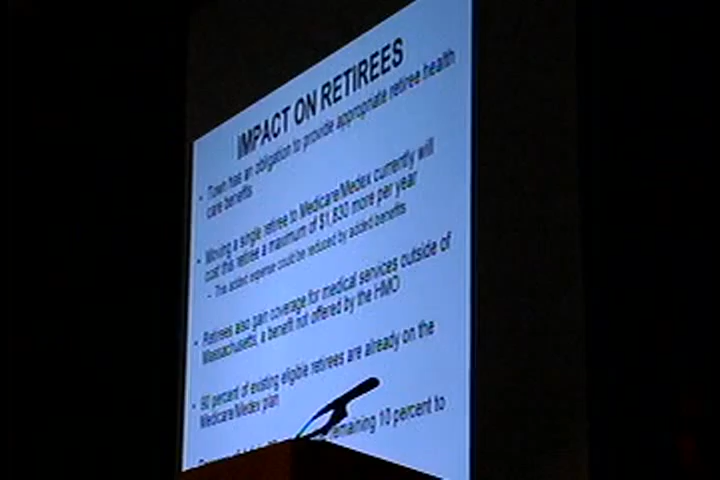 IMPACT ON RETIREES
• Town has an obligation to provide appropriate retiree health
care benefits
• Moving a single retiree to Medicare/Medex currently will
cost this retiree a maximum of $1,830 more per year
– This added expense could be reduced by added benefits
• Retirees also gain coverage for medical services outside of
Massachusetts, a benefit not offered by the HMO
• 90 percent of existing eligible retirees are already on the
Medicare/Medex plan
remaining 10 percent to